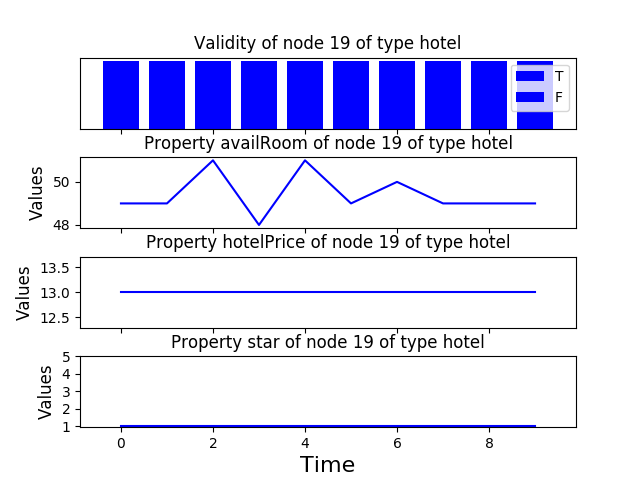 Validity of node 19 of type hotel
T
F
Property availRoom of node 19 of type hotel
Values
50
48
Property hotelPrice of node 19 of type hotel
Values
13.5
13.0
12.5
Property star of node 19 of type hotel
Values
5
4
3
2
1
0 2 4 6 8
Time